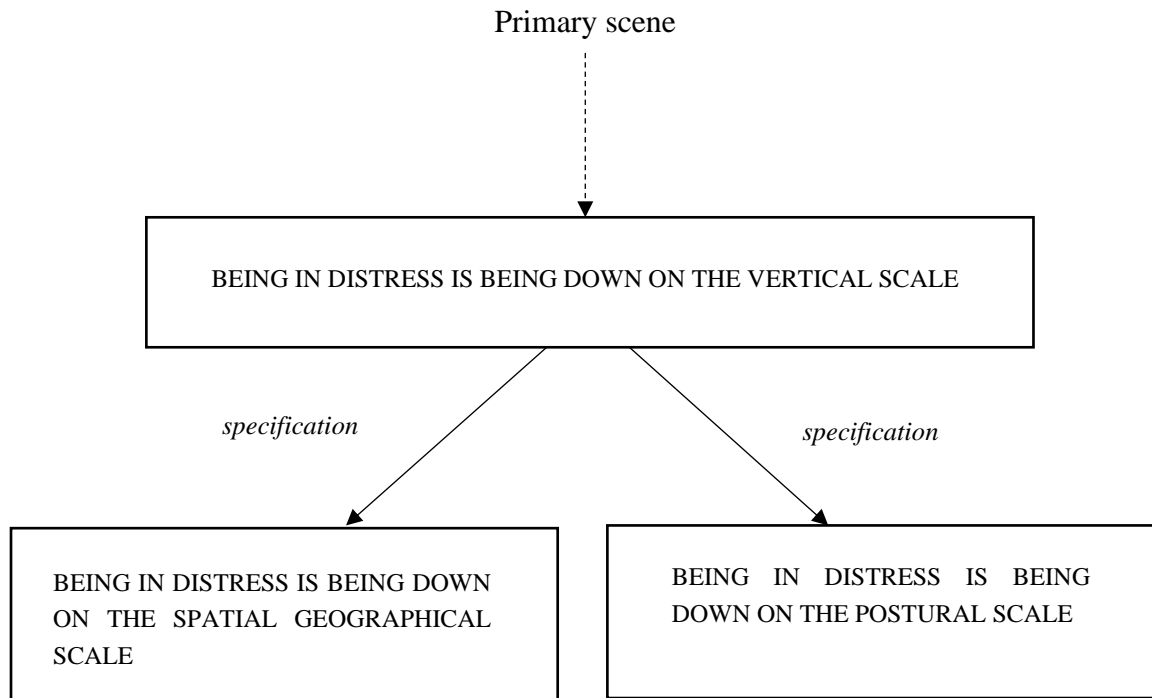 Primary scene
BEING IN DISTRESS IS BEING DOWN ON THE VERTICAL SCALE
specification
specification
BEING IN DISTRESS IS BEING DOWN
ON THE SPATIAL GEOGRAPHICAL
SCALE
BEING IN DISTRESS IS BEING
DOWN ON THE POSTURAL SCALE